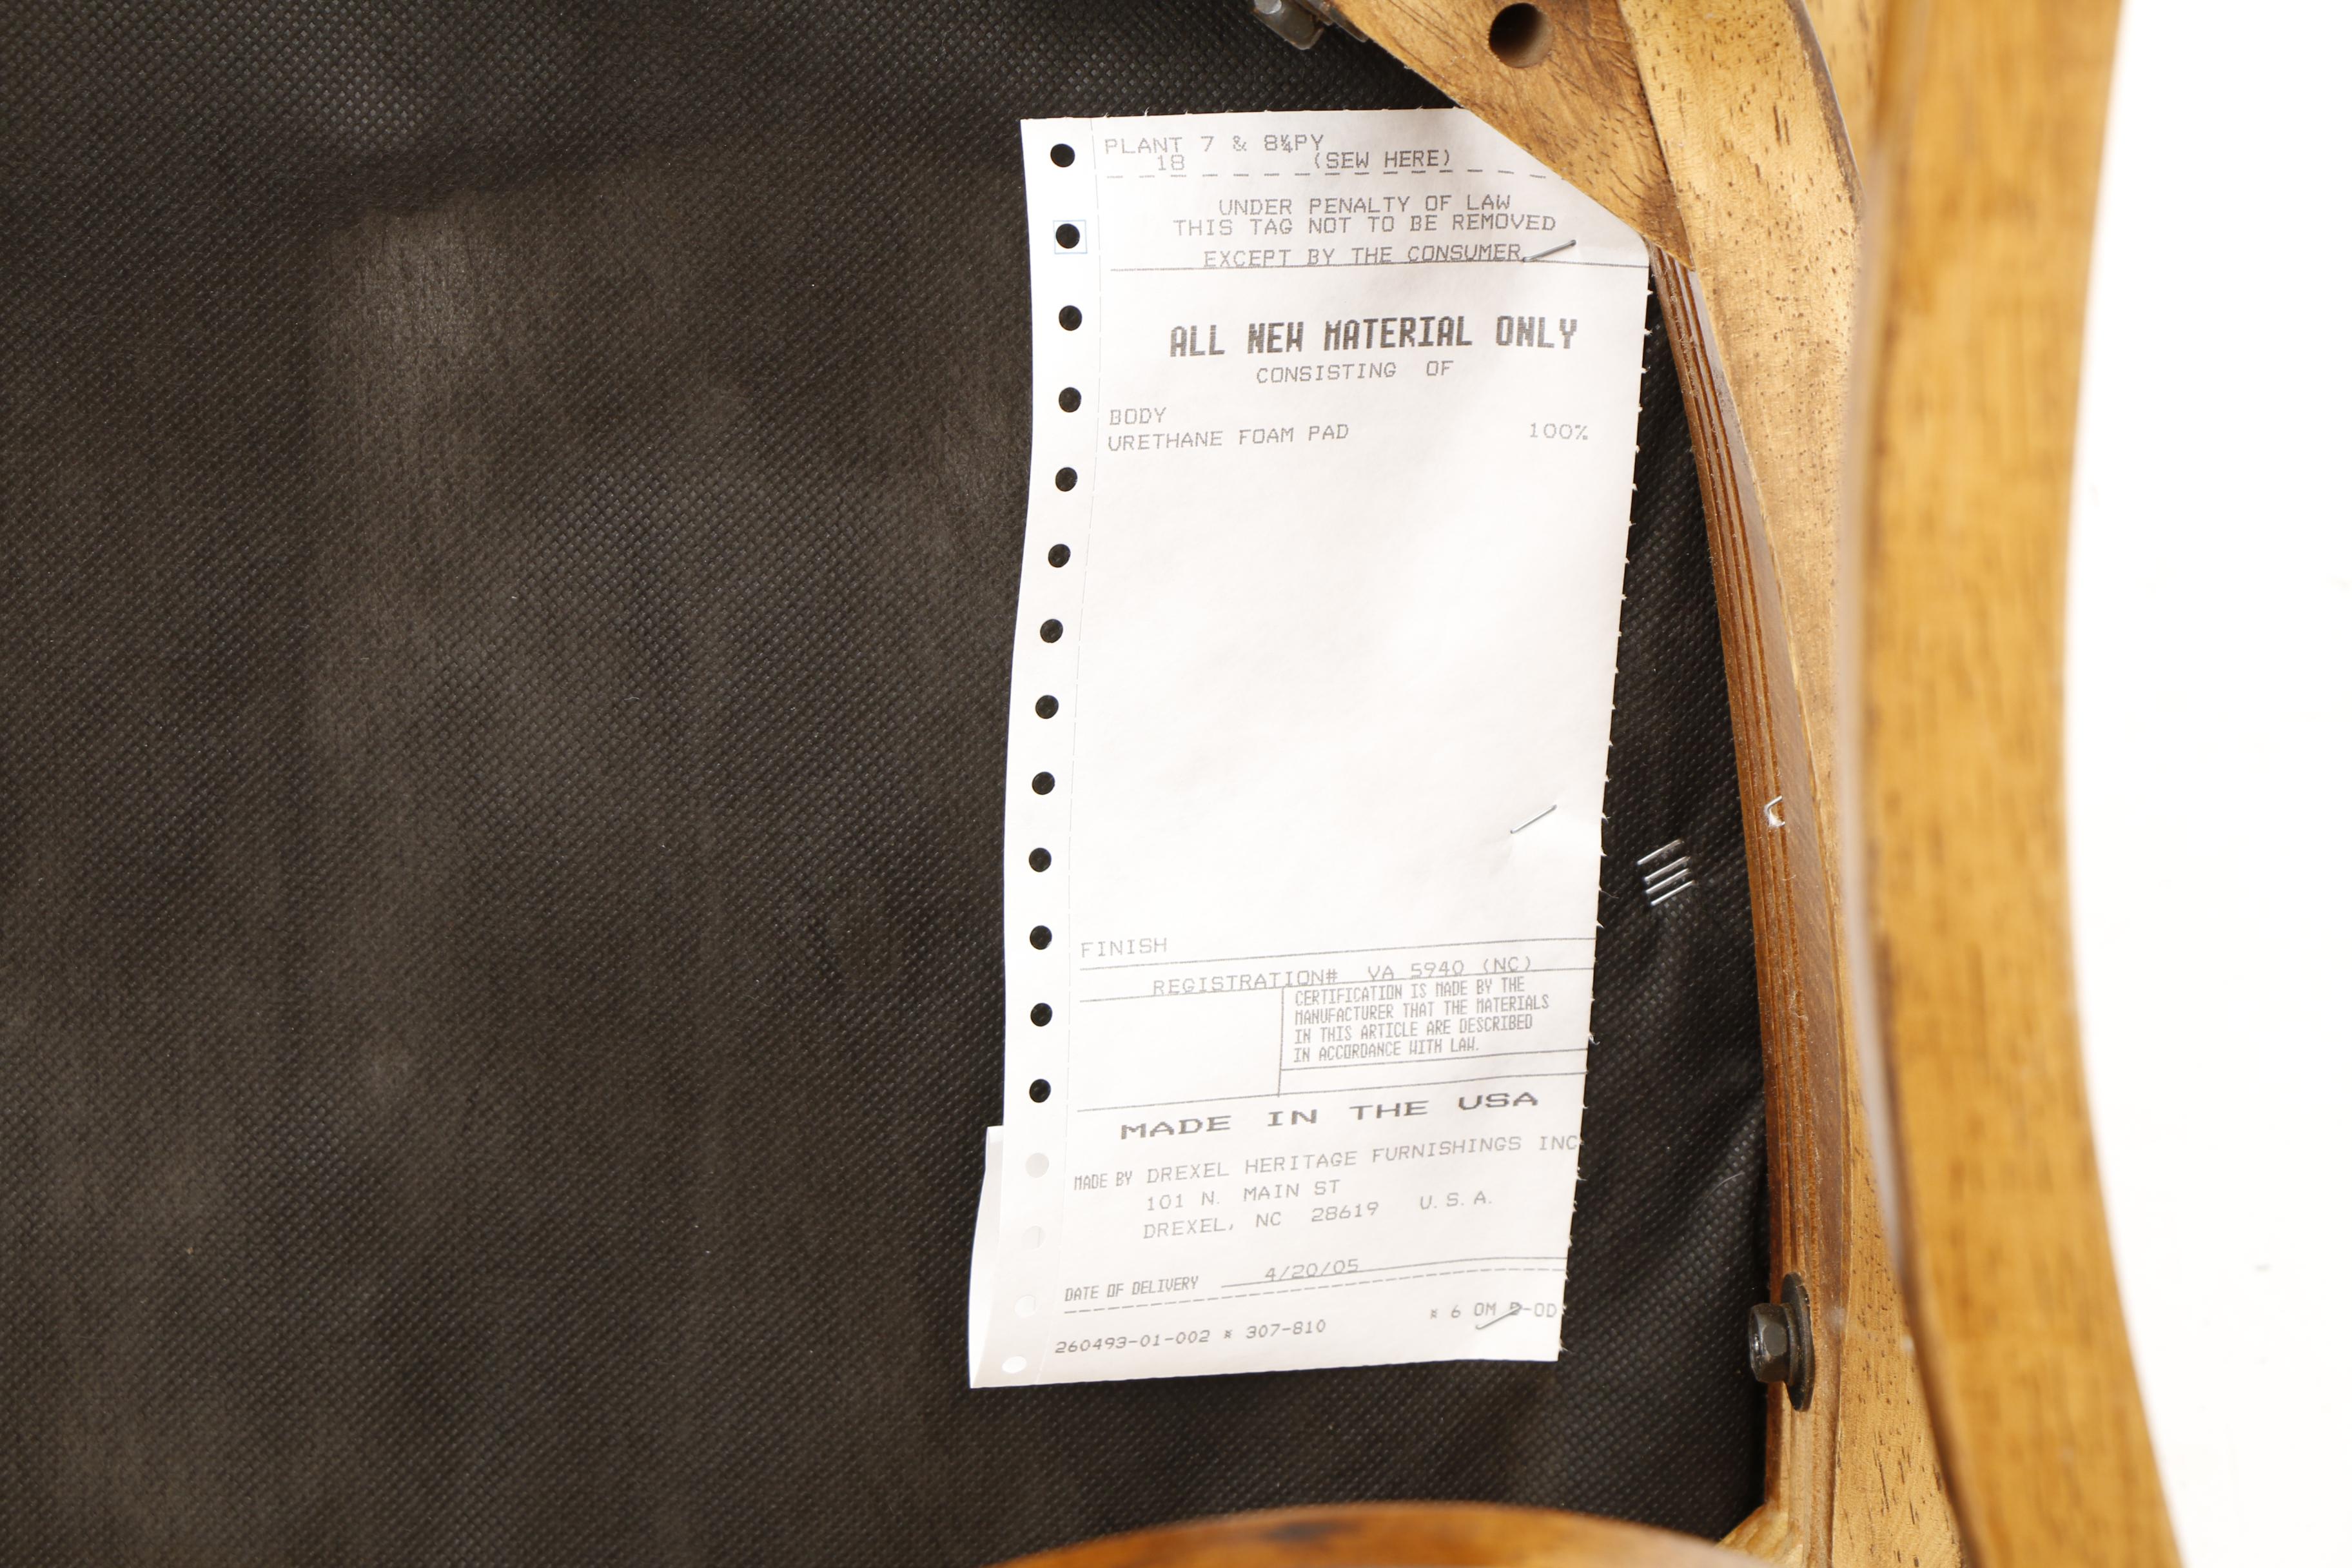 PLANT 7 & 8¼PY
18 (SEW HERE)
UNDER PENALTY OF LAW
THIS TAG NOT TO BE REMOVED
EXCEPT BY THE CONSUMER
ALL NEW MATERIAL ONLY
CONSISTING OF
BODY
URETHANE FOAM PAD 100%
FINISH
REGISTRATION# VA 5940 (NC)
CERTIFICATION IS MADE BY THE
MANUFACTURER THAT THE MATERIALS
IN THIS ARTICLE ARE DESCRIBED
IN ACCORDANCE WITH LAW.
MADE IN THE USA
MADE BY DREXEL HERITAGE FURNISHINGS INC
101 N. MAIN ST
DREXEL, NC 28619 U.S.A.
DATE OF DELIVERY 4/20/05
260493-01-002 * 307-810 * 6 OM